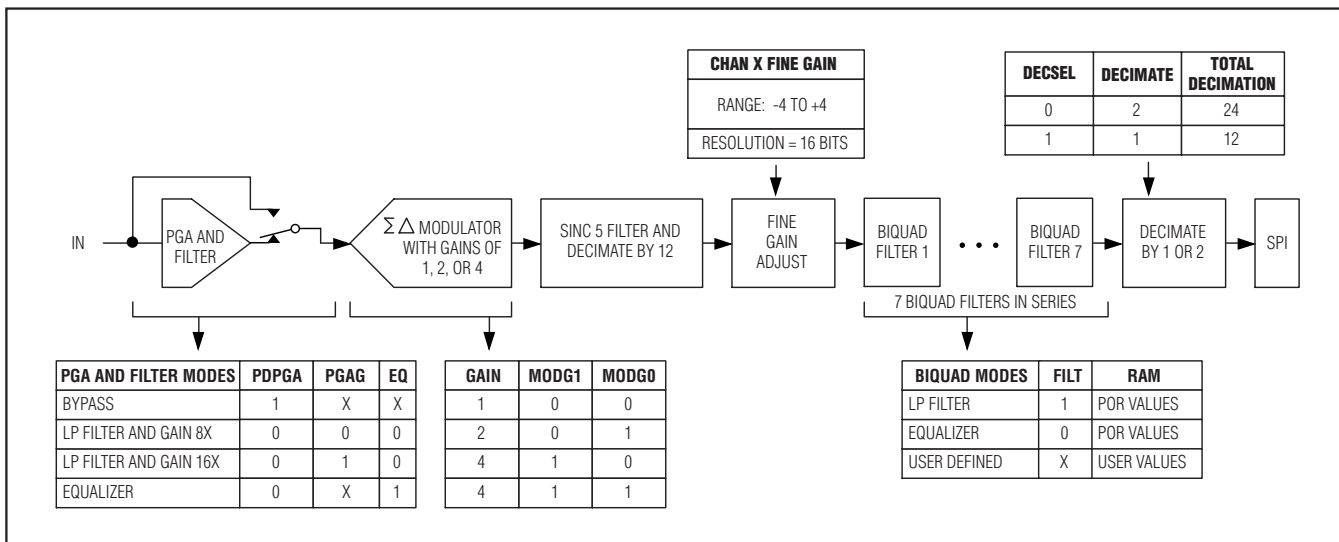 CHAN X FINE GAIN
RANGE: -4 TO +4
RESOLUTION = 16 BITS
DECSEL DECIMATE TOTAL DECIMATION
0 2 24
1 1 12
IN
PGA AND
FILTER
Σ∆ MODULATOR
WITH GAINS OF
1, 2, OR 4
SINC 5 FILTER AND
DECIMATE BY 12
FINE
GAIN
ADJUST
BIQUAD
FILTER 1
• • •
BIQUAD
FILTER 7
DECIMATE
BY 1 OR 2
SPI
7 BIQUAD FILTERS IN SERIES
PGA AND FILTER MODES PDPGA PGAG EQ
BYPASS 1 X X
LP FILTER AND GAIN 8X 0 0 0
LP FILTER AND GAIN 16X 0 1 0
EQUALIZER 0 X 1
GAIN MODG1 MODG0
1 0 0
2 0 1
4 1 0
4 1 1
BIQUAD MODES FILT RAM
LP FILTER 1 POR VALUES
EQUALIZER 0 POR VALUES
USER DEFINED X USER VALUES